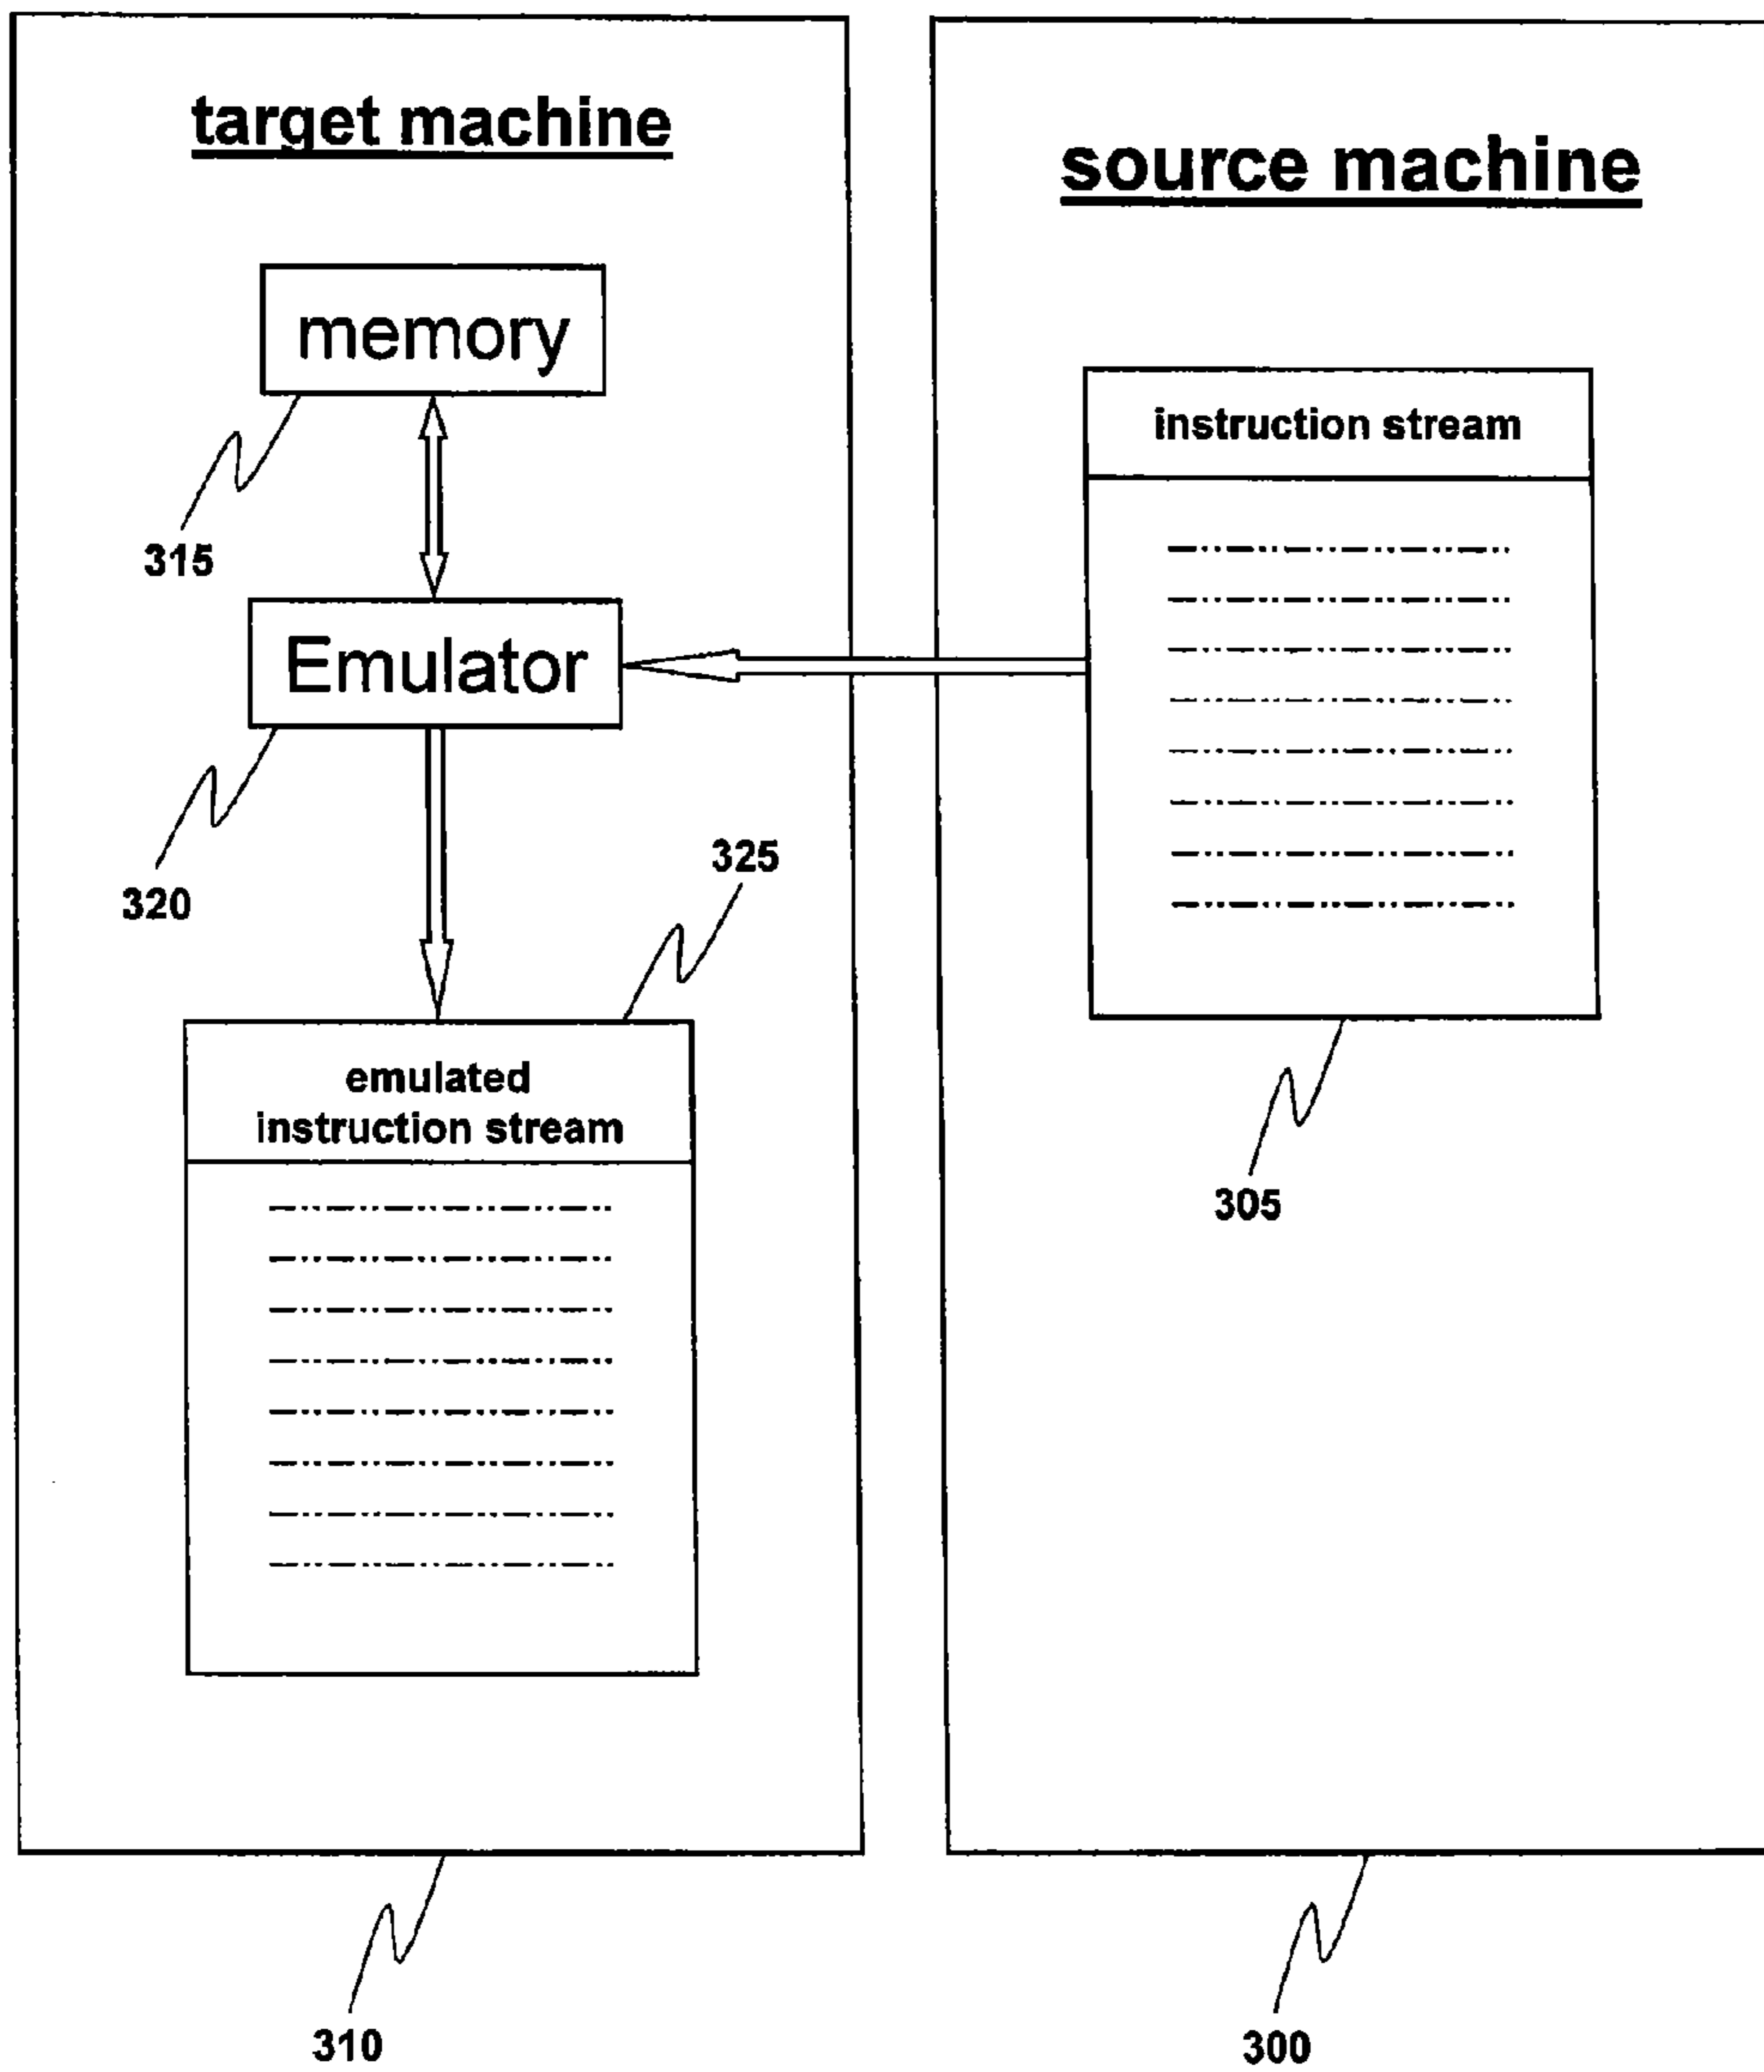 target machine
source machine
memory
instruction stream
315
Emulator
325
320
emulated
instruction stream
305
310
300